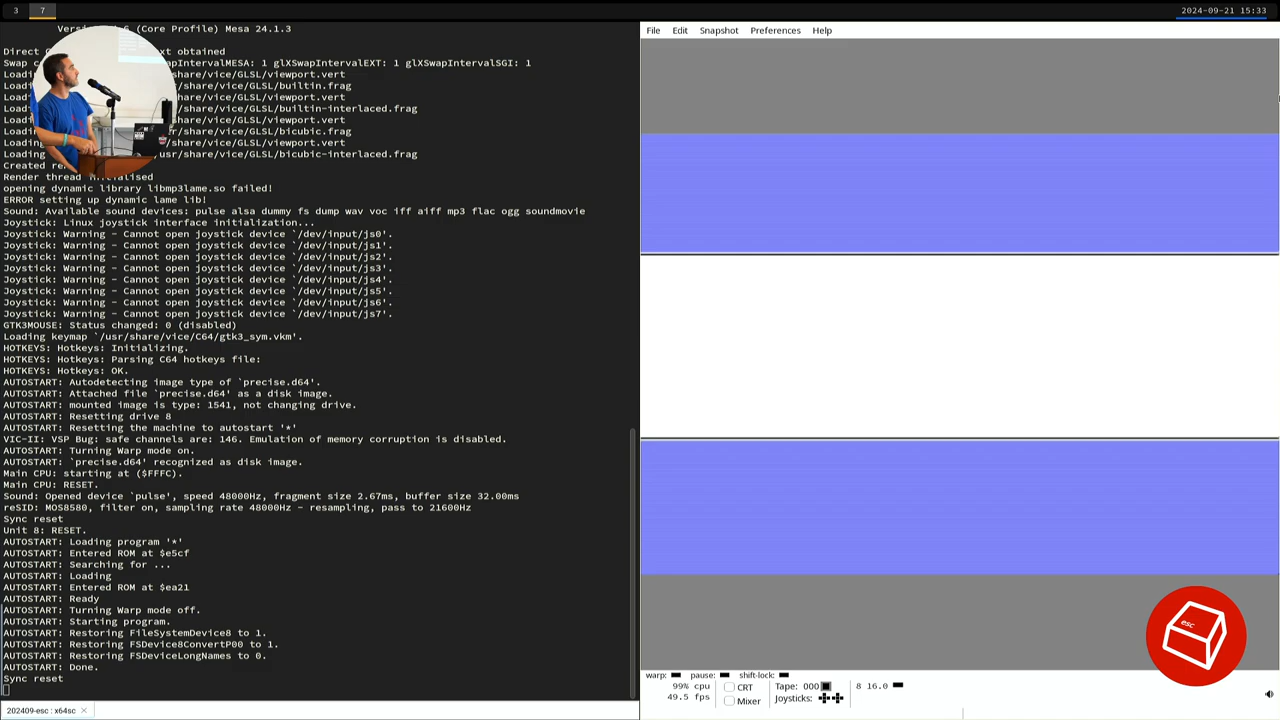 3 7 2024-09-21 15:33
(Core Profile) Mesa 24.1.3
Direct
obtained
Swap
apIntervalMESA: 1 glXSwapIntervalEXT: 1 glXSwapIntervalSGI: 1
share/vice/GLSL/viewport.vert
share/vice/GLSL/builtin.frag
share/vice/GLSL/viewport.vert
share/vice/GLSL/builtin-interlaced.frag
share/vice/GLSL/viewport.vert
share/vice/GLSL/bicubic.frag
share/vice/GLSL/viewport.vert
usr/share/vice/GLSL/bicubic-interlaced.frag
Created
Render thread initialised
opening dynamic library libmp3lame.so failed!
ERROR setting up dynamic lame lib!
Sound: Available sound devices: pulse alsa dummy fs dump wav voc iff aiff mp3 flac ogg soundmovie
Joystick: Linux joystick interface initialization...
Joystick: Warning - Cannot open joystick device `/dev/input/js0'.
Joystick: Warning - Cannot open joystick device `/dev/input/js1'.
Joystick: Warning - Cannot open joystick device `/dev/input/js2'.
Joystick: Warning - Cannot open joystick device `/dev/input/js3'.
Joystick: Warning - Cannot open joystick device `/dev/input/js4'.
Joystick: Warning - Cannot open joystick device `/dev/input/js5'.
Joystick: Warning - Cannot open joystick device `/dev/input/js6'.
Joystick: Warning - Cannot open joystick device `/dev/input/js7'.
GTK3MOUSE: Status changed: 0 (disabled)
Loading keymap `/usr/share/vice/C64/gtk3_sym.vkm'.
HOTKEYS: Hotkeys: Initializing.
HOTKEYS: Hotkeys: Parsing C64 hotkeys file:
HOTKEYS: Hotkeys: OK.
AUTOSTART: Autodetecting image type of `precise.d64'.
AUTOSTART: Attached file `precise.d64' as a disk image.
AUTOSTART: mounted image is type: 1541, not changing drive.
AUTOSTART: Resetting drive 8
AUTOSTART: Resetting the machine to autostart '*'
VIC-II: VSP Bug: safe channels are: 146. Emulation of memory corruption is disabled.
AUTOSTART: Turning Warp mode on.
AUTOSTART: `precise.d64' recognized as disk image.
Main CPU: starting at ($FFFC).
Main CPU: RESET.
Sound: Opened device `pulse', speed 48000Hz, fragment size 2.67ms, buffer size 32.00ms
reSID: MOS8580, filter on, sampling rate 48000Hz - resampling, pass to 21600Hz
Sync reset
Unit 8: RESET.
AUTOSTART: Loading program '*'
AUTOSTART: Entered ROM at $e5cf
AUTOSTART: Searching for ...
AUTOSTART: Loading
AUTOSTART: Entered ROM at $ea21
AUTOSTART: Ready
AUTOSTART: Turning Warp mode off.
AUTOSTART: Starting program.
AUTOSTART: Restoring FileSystemDevice8 to 1.
AUTOSTART: Restoring FSDevice8ConvertP00 to 1.
AUTOSTART: Restoring FSDeviceLongNames to 0.
AUTOSTART: Done.
Sync reset
202409-esc : x64sc
File Edit Snapshot Preferences Help
esc
warp: pause: shift-lock:
99% cpu CRT Tape: 000 8 16.0
49.5 fps Mixer Joysticks: